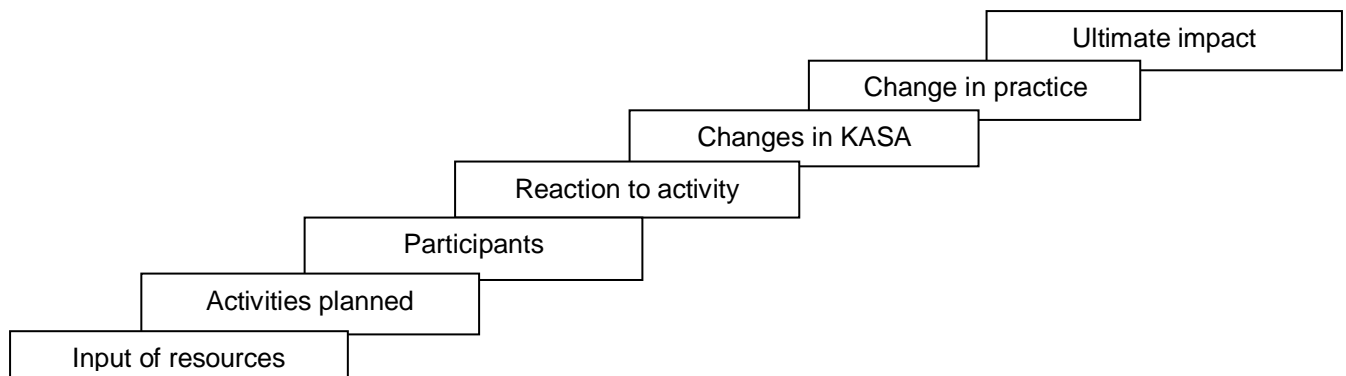 Ultimate impact
Change in practice
Changes in KASA
Reaction to activity
Participants
Activities planned
Input of resources